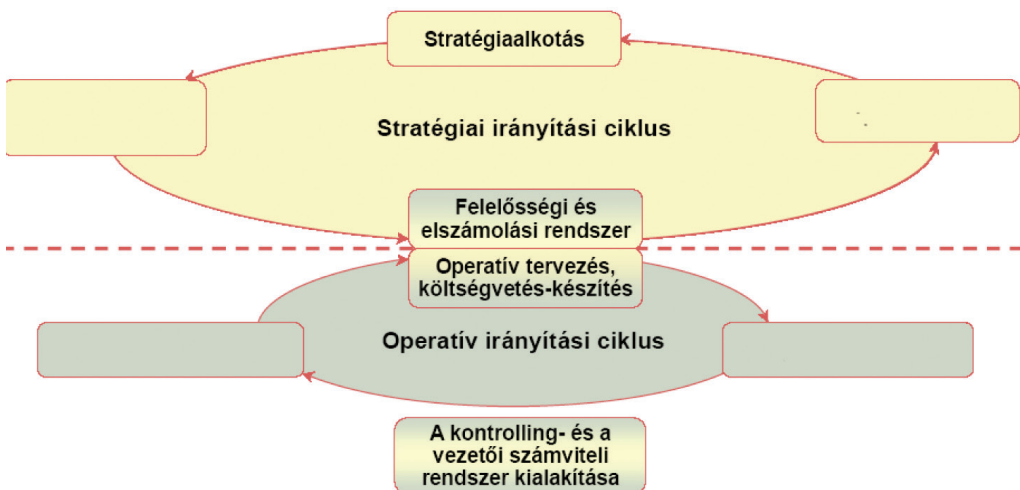 Stratégiaalkotás
Stratégiai irányítási ciklus
Felelősségi és
elszámolási rendszer
Operatív tervezés,
költségvetés-készítés
Operatív irányítási ciklus
A kontrolling- és a
vezetői számviteli
rendszer kialakítása